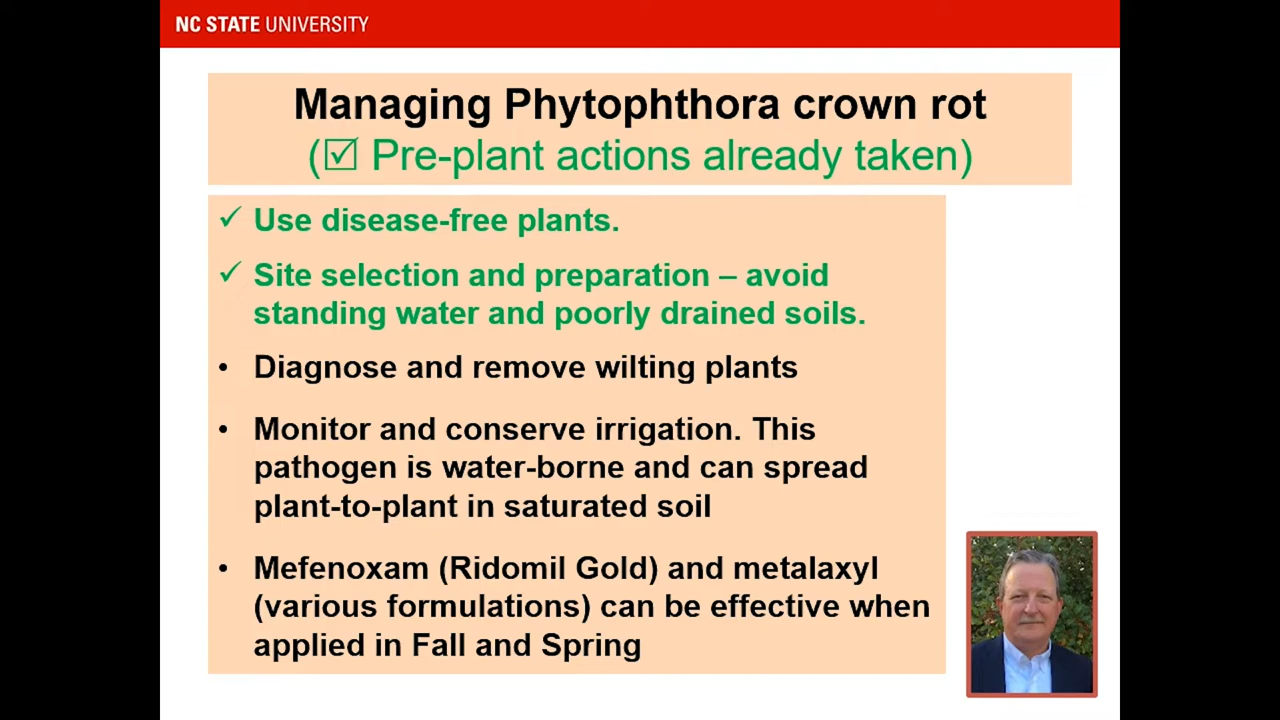 NC STATE UNIVERSITY
Managing Phytophthora crown rot
(☑ Pre-plant actions already taken)
✓ Use disease-free plants.
✓ Site selection and preparation – avoid
standing water and poorly drained soils.
• Diagnose and remove wilting plants
• Monitor and conserve irrigation. This
pathogen is water-borne and can spread
plant-to-plant in saturated soil
• Mefenoxam (Ridomil Gold) and metalaxyl
(various formulations) can be effective when
applied in Fall and Spring